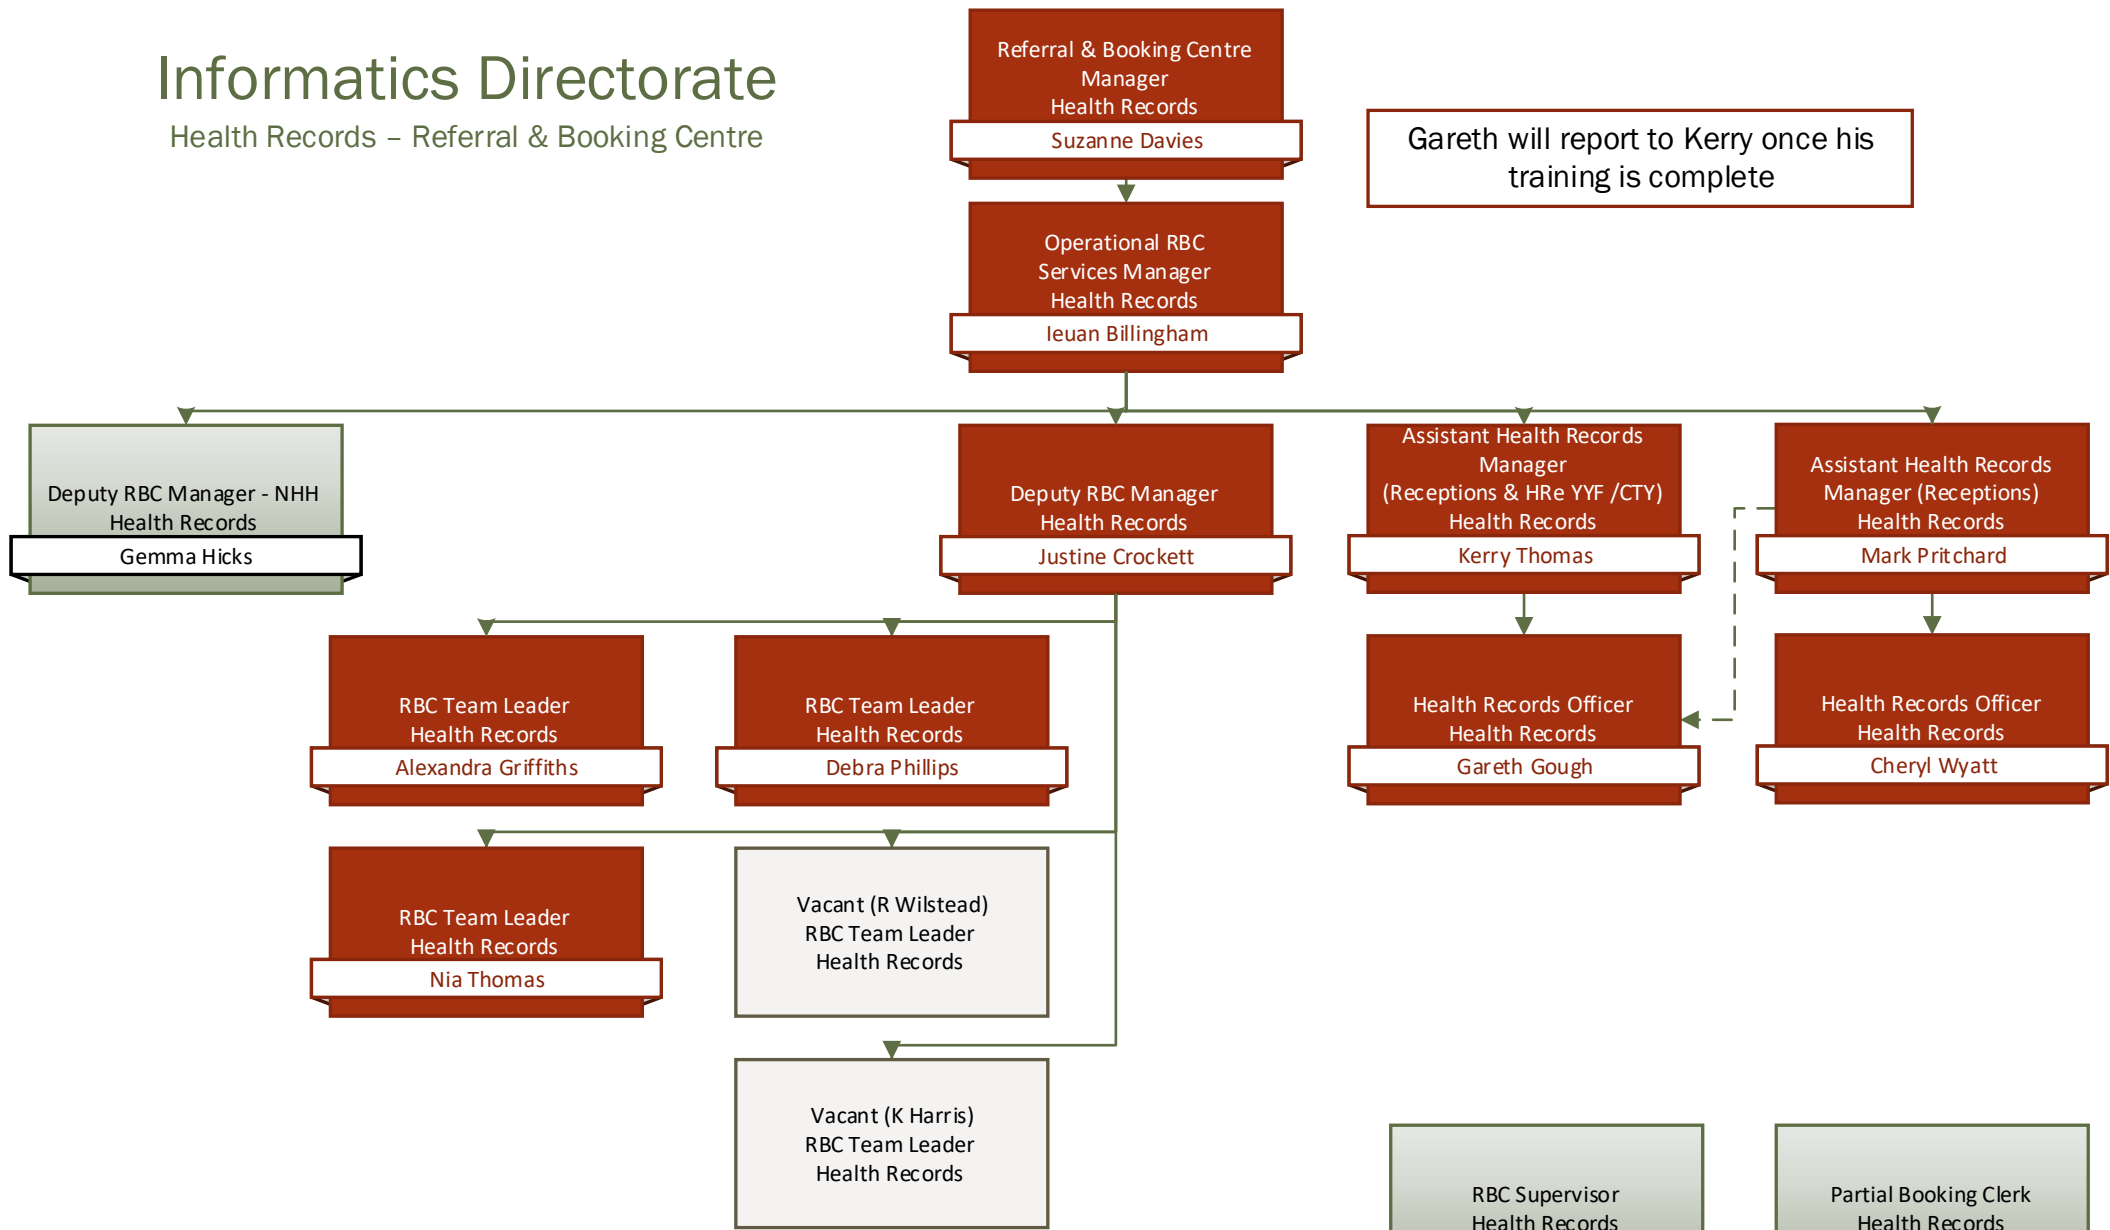 Informatics Directorate
Health Records – Referral & Booking Centre
Referral & Booking Centre
Manager
Health Records
Suzanne Davies
Gareth will report to Kerry once his
training is complete
Operational RBC
Services Manager
Health Records
Ieuan Billingham
Deputy RBC Manager - NHH
Health Records
Gemma Hicks
Deputy RBC Manager
Health Records
Justine Crockett
Assistant Health Records
Manager
(Receptions & HRe YYF /CTY)
Health Records
Kerry Thomas
Assistant Health Records
Manager (Receptions)
Health Records
Mark Pritchard
RBC Team Leader
Health Records
Alexandra Griffiths
RBC Team Leader
Health Records
Debra Phillips
Health Records Officer
Health Records
Gareth Gough
Health Records Officer
Health Records
Cheryl Wyatt
RBC Team Leader
Health Records
Nia Thomas
Vacant (R Wilstead)
RBC Team Leader
Health Records
Vacant (K Harris)
RBC Team Leader
Health Records
RBC Supervisor
Health Records
Partial Booking Clerk
Health Records